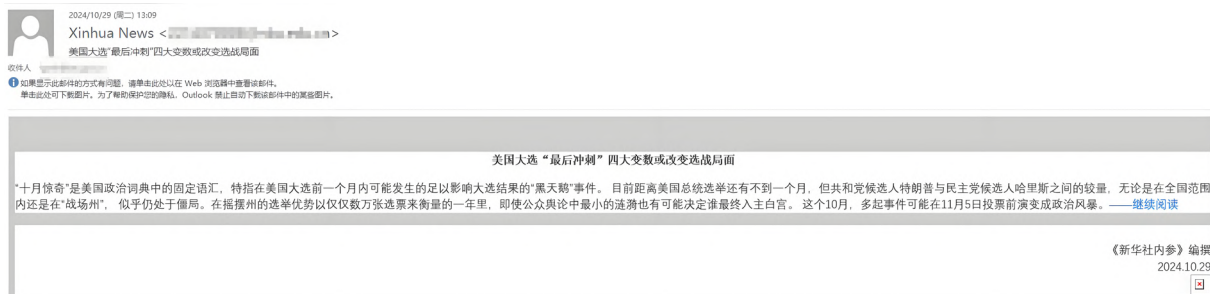 2024/10/29 (周二) 13:09
Xinhua News <
美国大选“最后冲刺”四大变数或改变选战局面
收件人
如果显示此邮件的方式有问题，请单击此处以在 Web 浏览器中查看该邮件。
单击此处可下载图片。为了帮助保护您的隐私，Outlook 禁止自动下载该邮件中的某些图片。
美国大选“最后冲刺”四大变数或改变选战局面
“十月惊奇”是美国政治词典中的固定语汇，特指在美国大选前一个月内可能发生的足以影响大选结果的“黑天鹅”事件。 目前距离美国总统选举还有不到一个月，但共和党候选人特朗普与民主党候选人哈里斯之间的较量，无论是在全国范围
内还是在“战场州”， 似乎仍处于僵局。在摇摆州的选举优势以仅仅数万张选票来衡量的一年里，即使公众舆论中最小的涟漪也有可能决定谁最终入主白宫。 这个10月，多起事件可能在11月5日投票前演变成政治风暴。——继续阅读
《新华社内参》编撰
2024.10.29